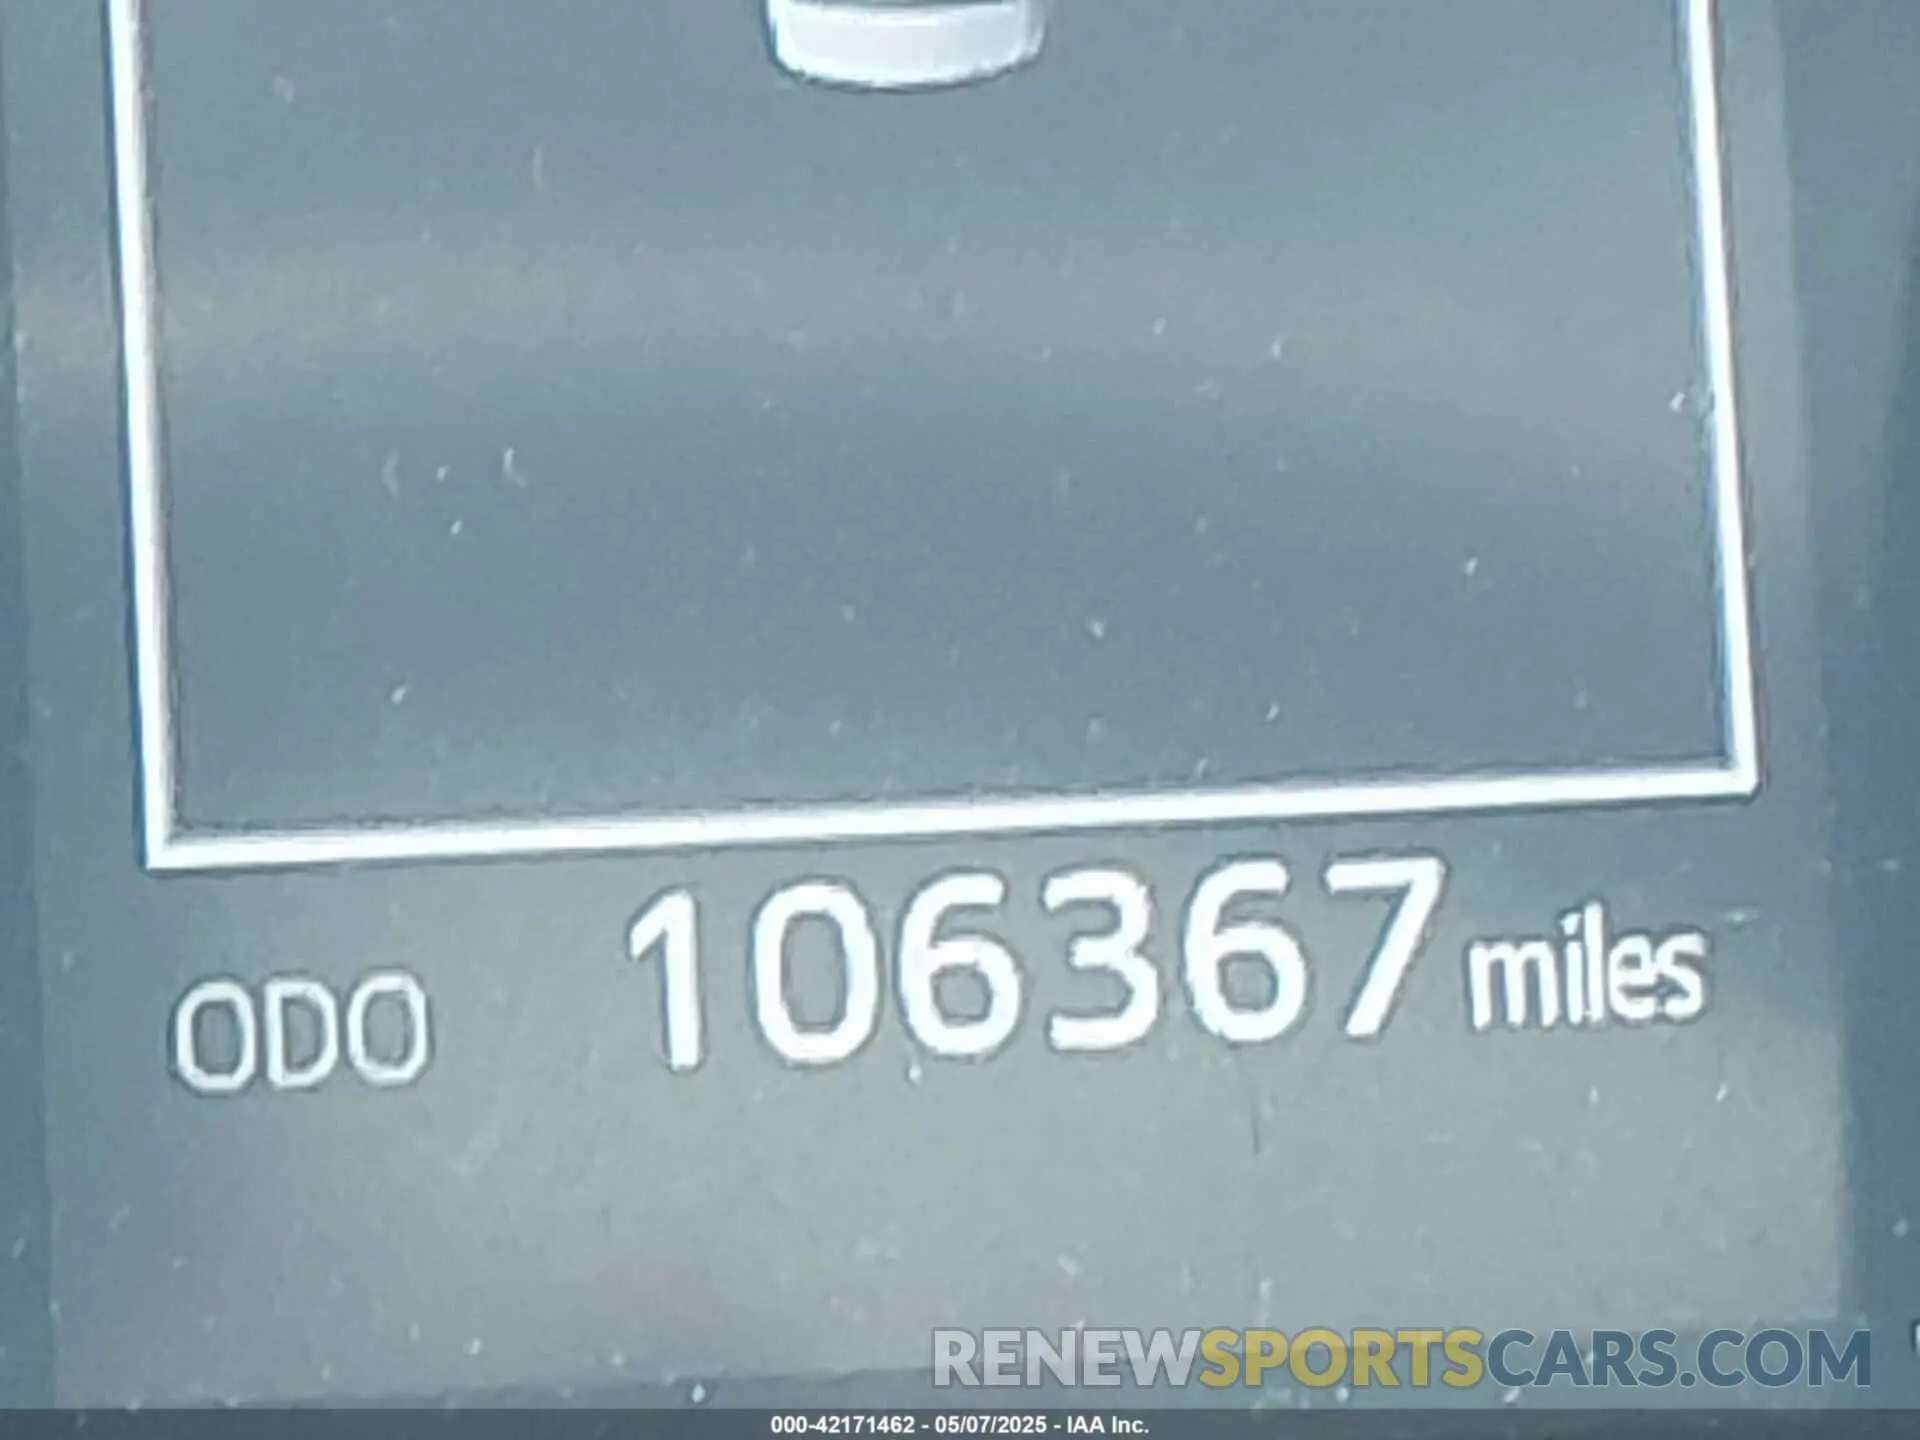 ODO 106367 miles
RENEWSPORTSCARS.COM
000-42171462 - 05/07/2025 - IAA Inc.